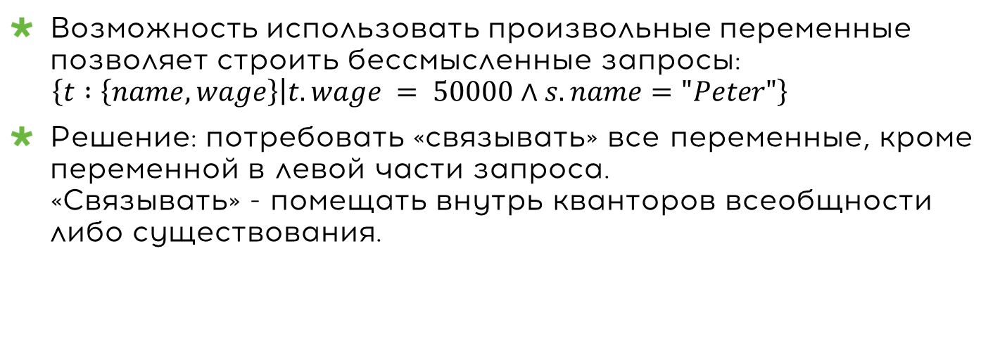 * Возможность использовать произвольные переменные
позволяет строить бессмысленные запросы:
{t : {name, wage}|t. wage = 50000 ∧ s. name = "Peter"}
* Решение: потребовать «связывать» все переменные, кроме
переменной в левой части запроса.
«Связывать» - помещать внутрь кванторов всеобщности
либо существования.